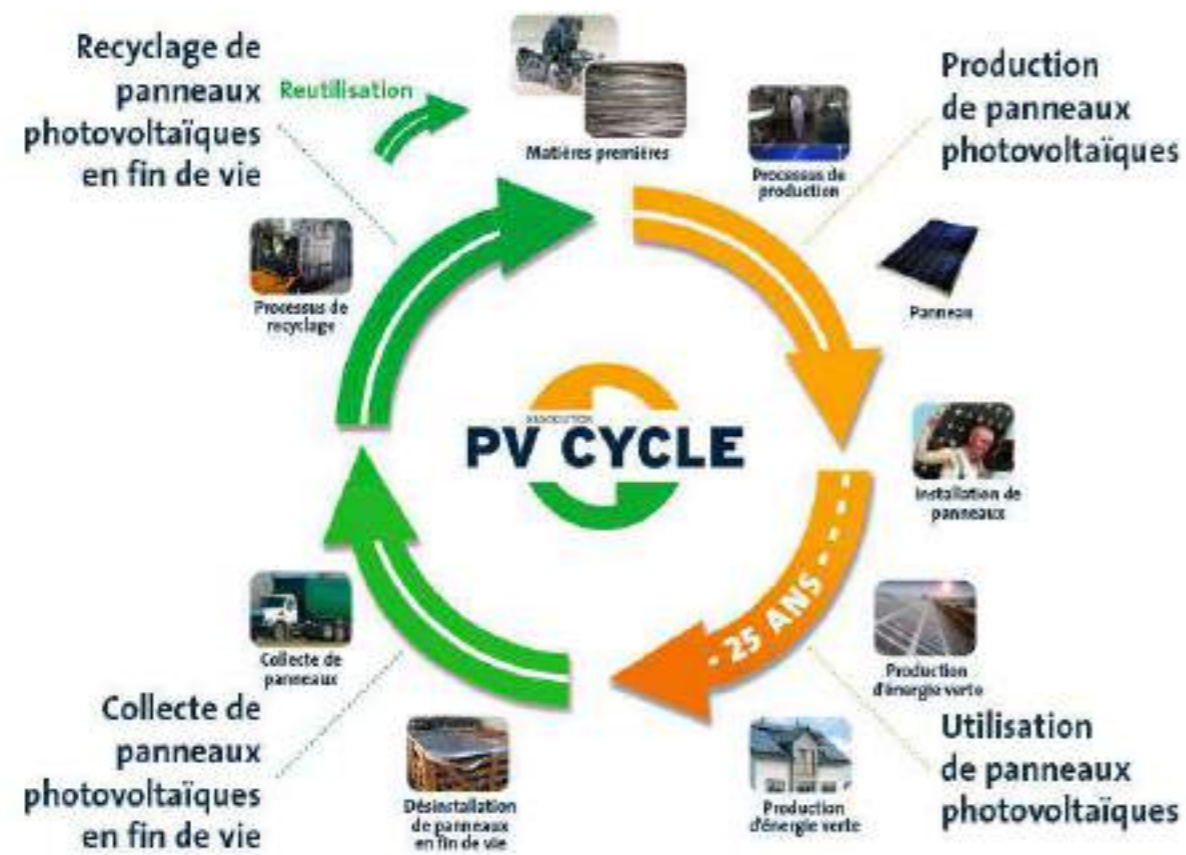 Recyclage de
panneaux
photovoltaïques
en fin de vie
Reutilisation
Matières premières
Processus de
production
Production
de panneaux
photovoltaïques
Panneau
Processus de
recyclage
PV CYCLE
Installation de
panneaux
25 ANS
Production
d'énergie verte
Collecte de
panneaux
Collecte de
panneaux
photovoltaïques
en fin de vie
Désinstallation
de panneaux
en fin de vie
Production
d'énergie verte
Utilisation
de panneaux
photovoltaïques